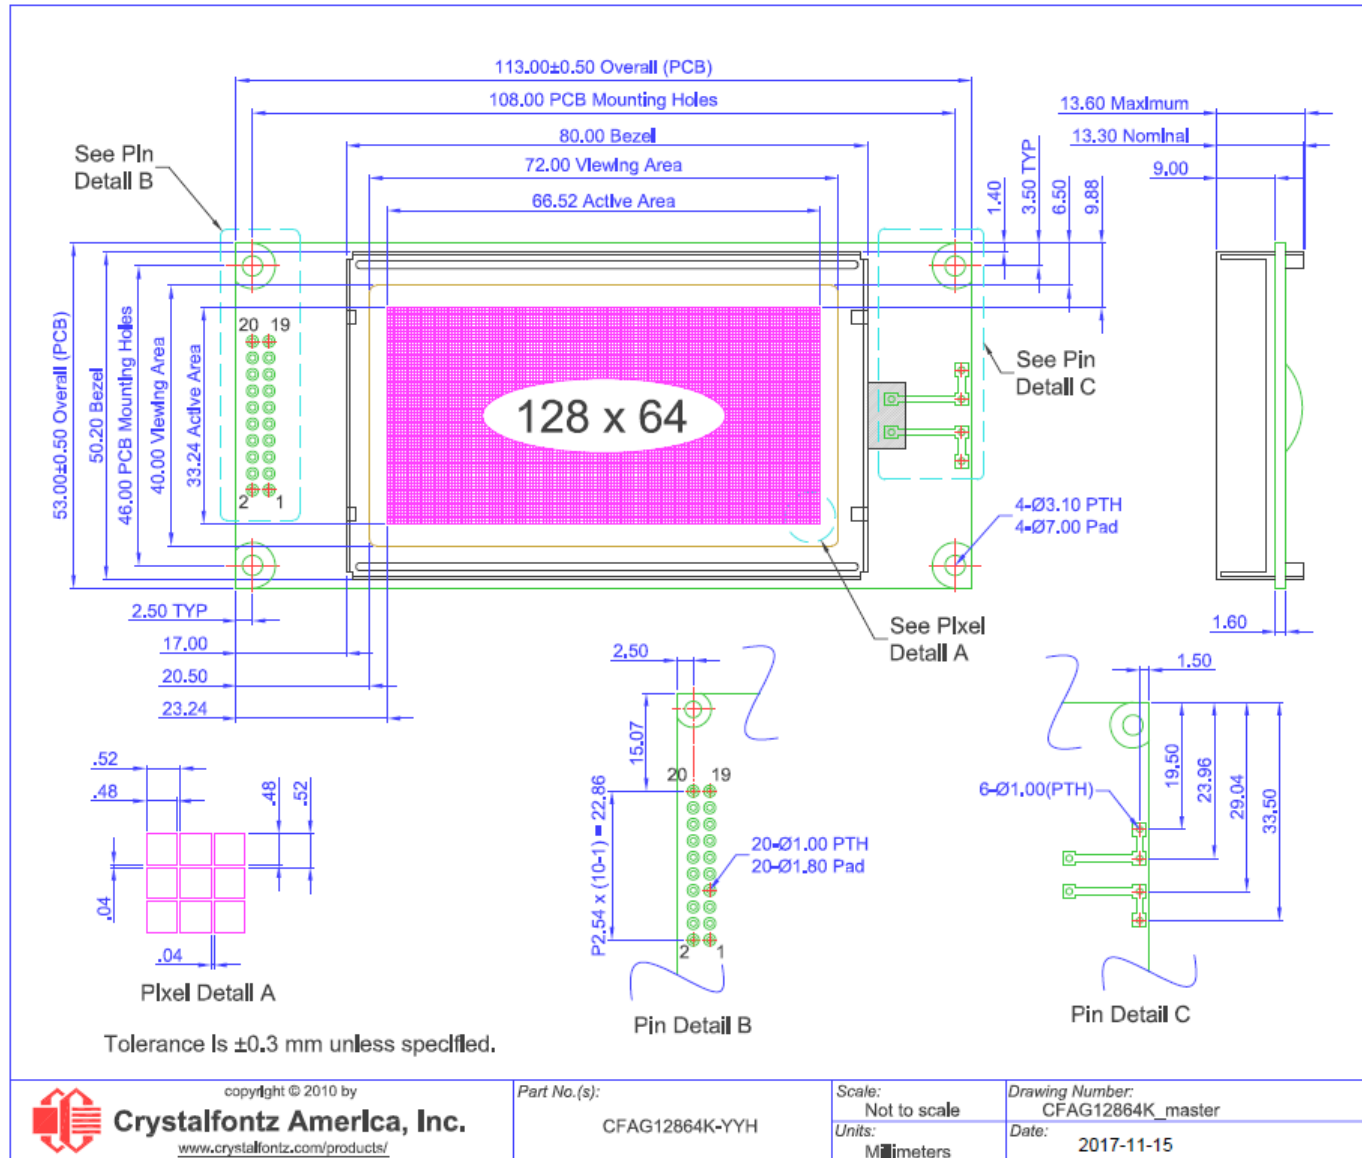 113.00±0.50 Overall (PCB)
108.00 PCB Mounting Holes
80.00 Bezel
72.00 Viewing Area
66.52 Active Area
13.60 Maximum
13.30 Nominal
9.00
1.40
3.50 TYP
6.50
9.88
See Pin
Detail B
53.00±0.50 Overall (PCB)
50.20 Bezel
46.00 PCB Mounting Holes
40.00 Viewing Area
33.24 Active Area
20 19
2 1
128 x 64
See Pin
Detail C
4-Ø3.10 PTH
4-Ø7.00 Pad
2.50 TYP
17.00
20.50
23.24
See Pixel
Detail A
1.60
.52
.48
.48
.52
.04
.04
Pixel Detail A
2.50
15.07
20 19
P2.54 x (10-1) = 22.86
20-Ø1.00 PTH
20-Ø1.80 Pad
2 1
Pin Detail B
1.50
6-Ø1.00(PTH)
19.50
23.96
29.04
33.50
Pin Detail C
Tolerance is ±0.3 mm unless specified.
copyright © 2010 by
Crystalfontz America, Inc.
www.crystalfontz.com/products/
Part No.(s):
CFAG12864K-YYH
Scale:
Not to scale
Units:
Millimeters
Drawing Number:
CFAG12864K_master
Date:
2017-11-15